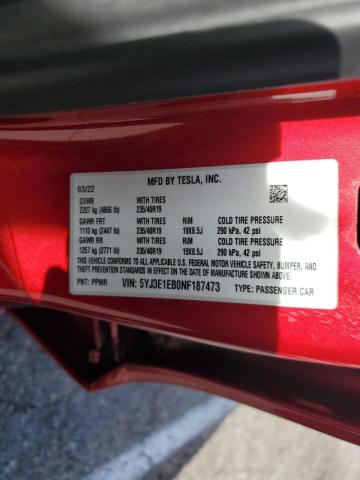 MFD BY TESLA, INC.
03/22
GVWR WITH TIRES
2207 kg (4866 lb) 235/40R19
GAWR FRT WITH TIRES RIM COLD TIRE PRESSURE
1110 kg (2447 lb) 235/40R19 19X8.5J 290 kPa, 42 psi
GAWR RR WITH TIRES RIM COLD TIRE PRESSURE
1257 kg (2771 lb) 235/40R19 19X8.5J 290 kPa, 42 psi
THIS VEHICLE CONFORMS TO ALL APPLICABLE U.S. FEDERAL MOTOR VEHICLE SAFETY, BUMPER, AND
THEFT PREVENTION STANDARDS IN EFFECT ON THE DATE OF MANUFACTURE SHOWN ABOVE.
PNT: PPMR VIN: 5YJ3E1EB0NF187473 TYPE: PASSENGER CAR